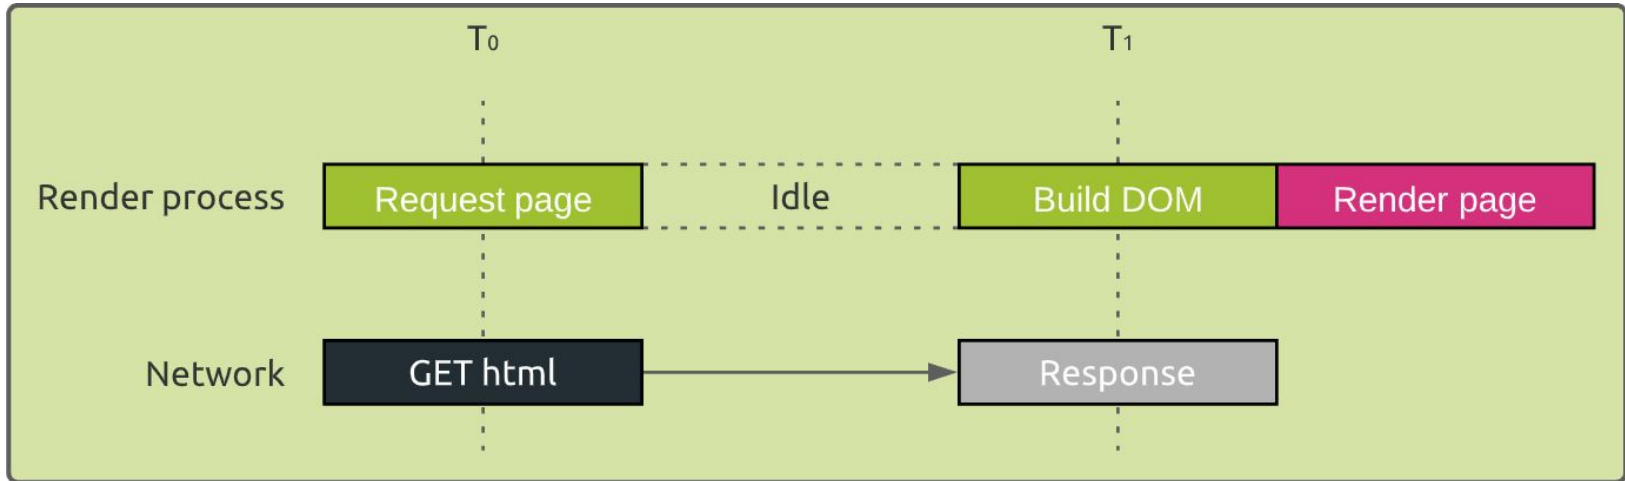 T₀ T₁
Render process Request page Idle Build DOM Render page
Network GET html Response